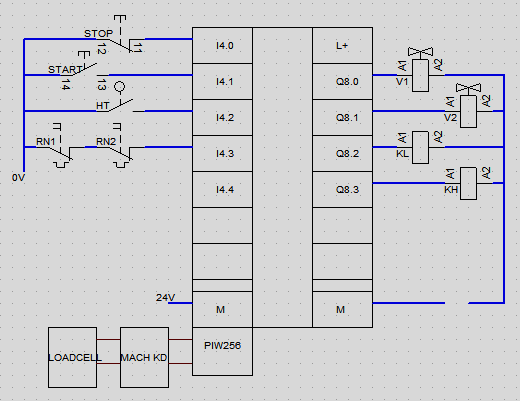 STOP
12
11
I4.0
L+
START
14
13
I4.1
Q8.0
A1
V1
A2
HT
I4.2
Q8.1
A1
V2
A2
RN1
RN2
I4.3
Q8.2
A1
KL
A2
0V
I4.4
Q8.3
A1
KH
A2
24V
M
M
LOADCELL
MACH KD
PIW256